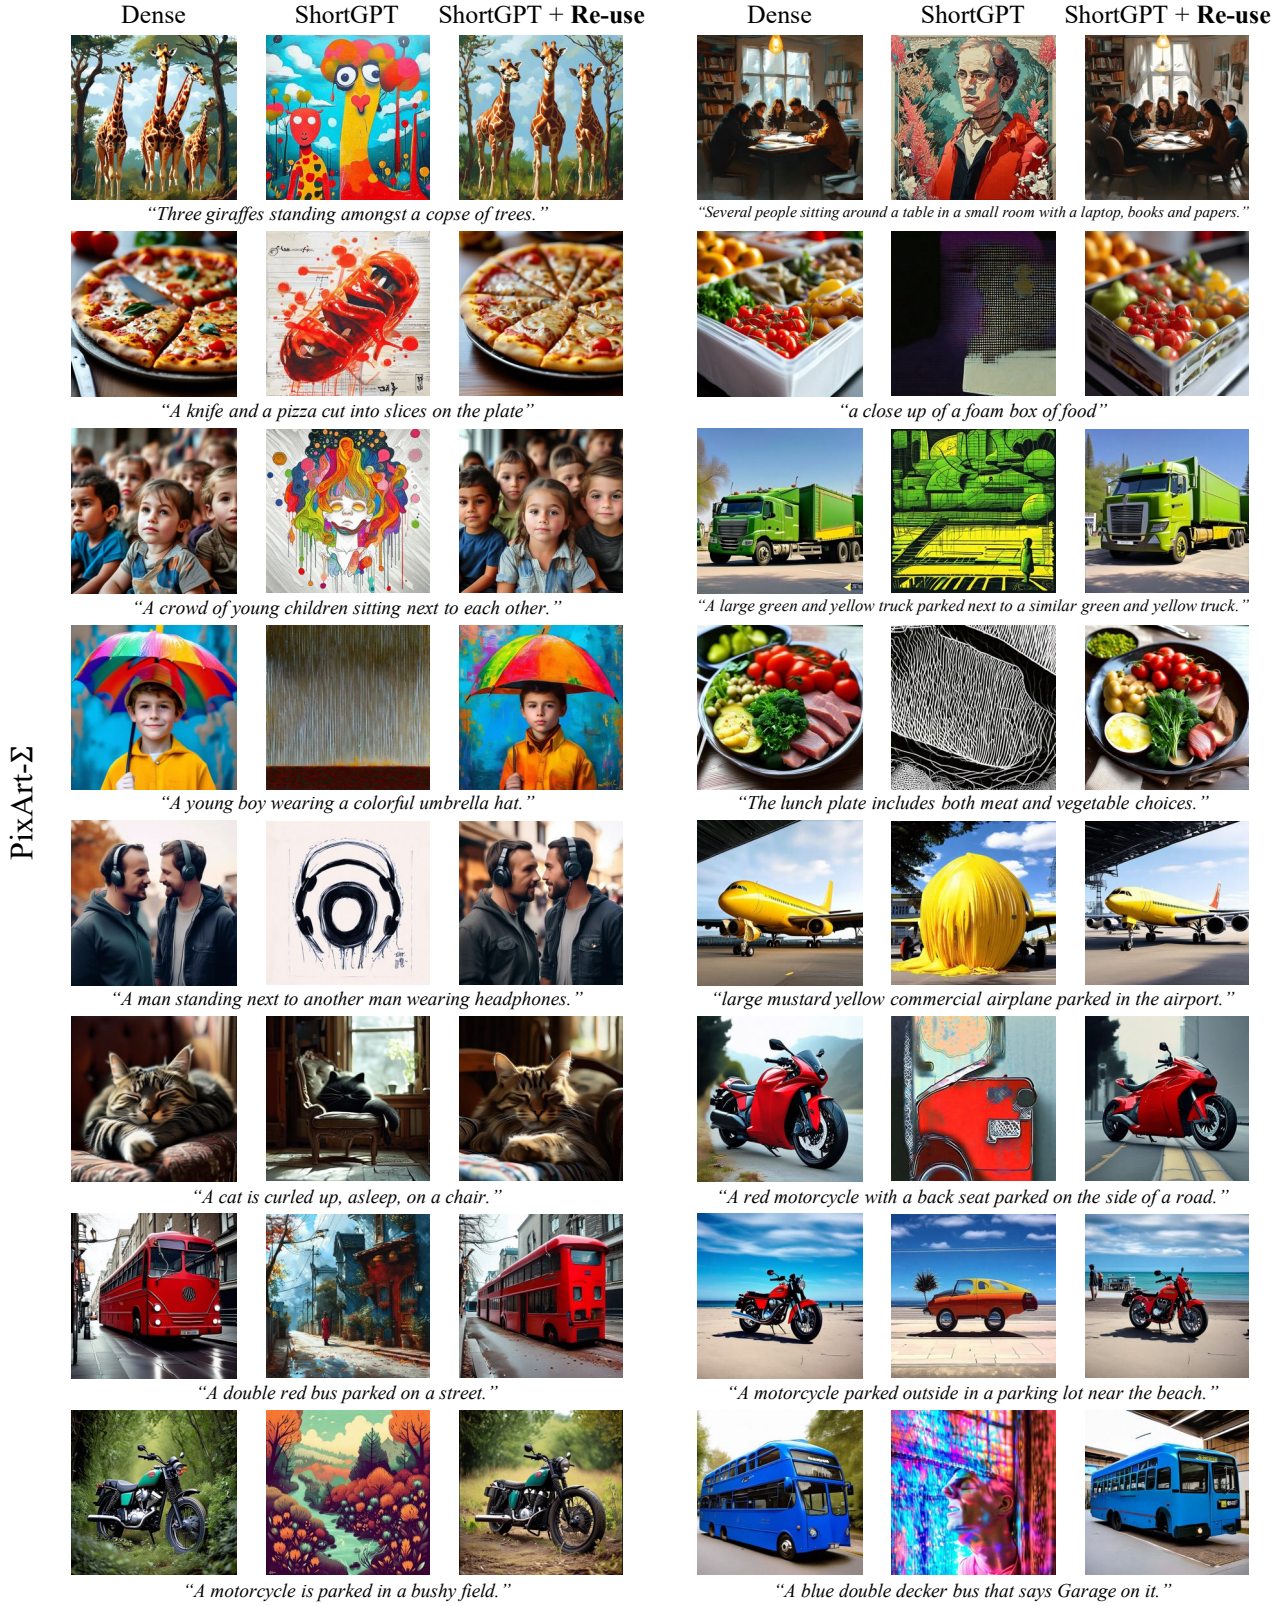 Dense ShortGPT ShortGPT + Re-use Dense ShortGPT ShortGPT + Re-use
“Three giraffes standing amongst a copse of trees.”
“Several people sitting around a table in a small room with a laptop, books and papers.”
“A knife and a pizza cut into slices on the plate”
“a close up of a foam box of food”
“A crowd of young children sitting next to each other.”
“A large green and yellow truck parked next to a similar green and yellow truck.”
PixArt-Σ
“A young boy wearing a colorful umbrella hat.”
“The lunch plate includes both meat and vegetable choices.”
“A man standing next to another man wearing headphones.”
“large mustard yellow commercial airplane parked in the airport.”
“A cat is curled up, asleep, on a chair.”
“A red motorcycle with a back seat parked on the side of a road.”
“A double red bus parked on a street.”
“A motorcycle parked outside in a parking lot near the beach.”
“A motorcycle is parked in a bushy field.”
“A blue double decker bus that says Garage on it.”